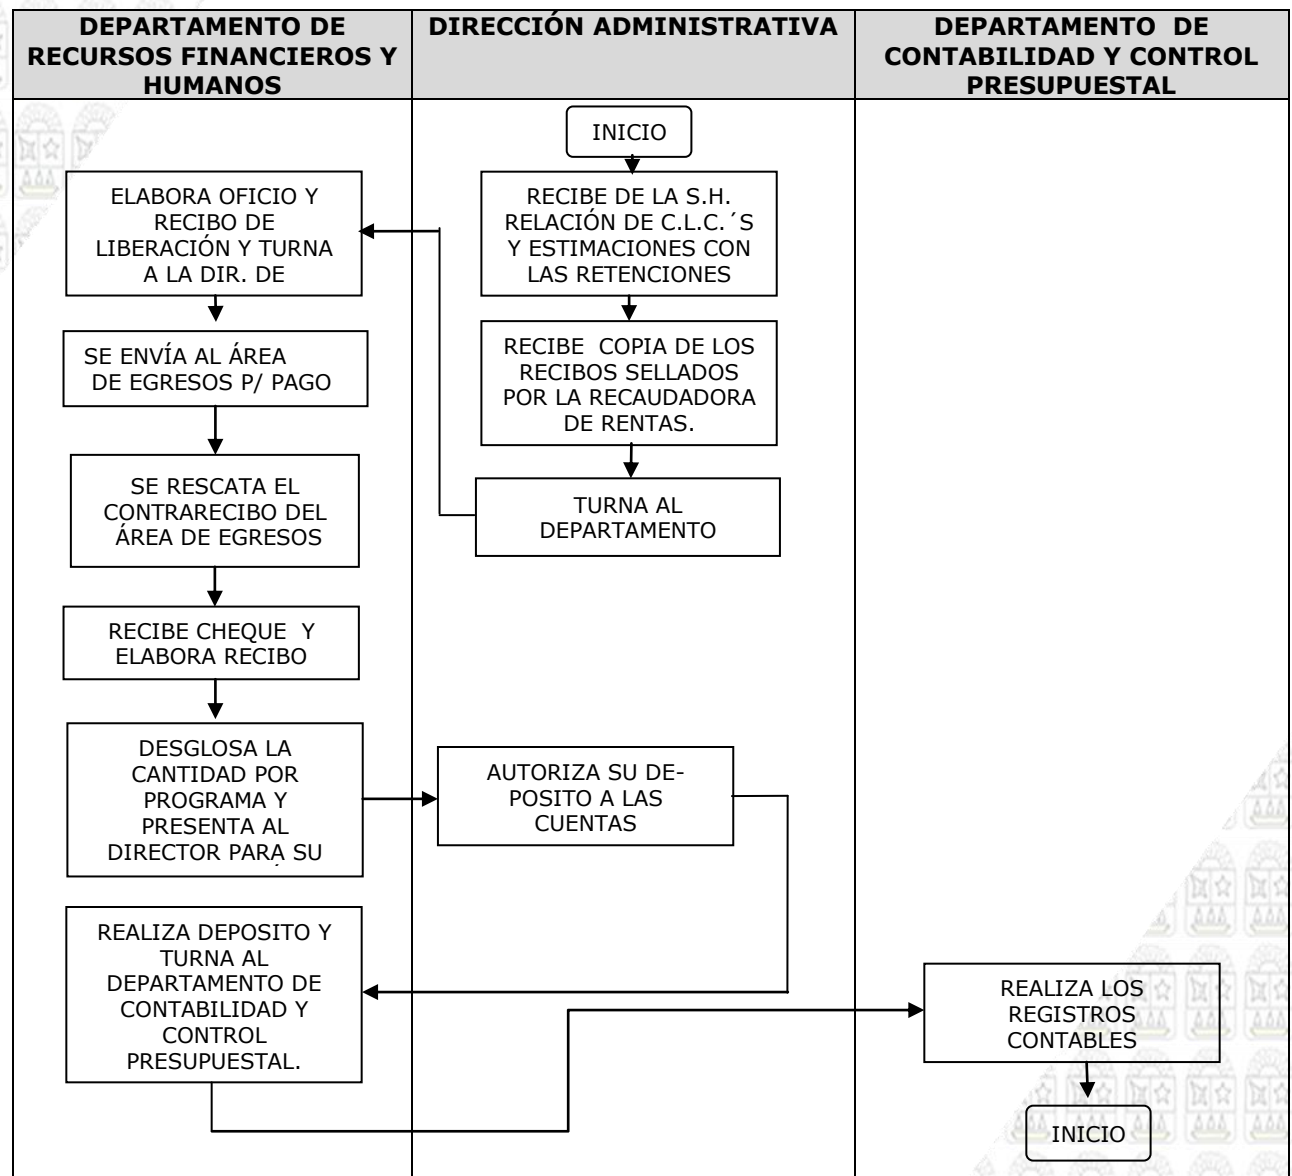 DEPARTAMENTO DE
RECURSOS FINANCIEROS Y
HUMANOS
DIRECCIÓN ADMINISTRATIVA
DEPARTAMENTO DE
CONTABILIDAD Y CONTROL
PRESUPUESTAL
INICIO
RECIBE DE LA S.H.
RELACIÓN DE C.L.C.´S
Y ESTIMACIONES CON
LAS RETENCIONES
RECIBE COPIA DE LOS
RECIBOS SELLADOS
POR LA RECAUDADORA
DE RENTAS.
TURNA AL
DEPARTAMENTO
ELABORA OFICIO Y
RECIBO DE
LIBERACIÓN Y TURNA
A LA DIR. DE
SE ENVÍA AL ÁREA
DE EGRESOS P/ PAGO
SE RESCATA EL
CONTRARECIBO DEL
ÁREA DE EGRESOS
RECIBE CHEQUE Y
ELABORA RECIBO
DESGLOSA LA
CANTIDAD POR
PROGRAMA Y
PRESENTA AL
DIRECTOR PARA SU
AUTORIZA SU DE-
POSITO A LAS
CUENTAS
REALIZA DEPOSITO Y
TURNA AL
DEPARTAMENTO DE
CONTABILIDAD Y
CONTROL
PRESUPUESTAL.
REALIZA LOS
REGISTROS
CONTABLES
INICIO